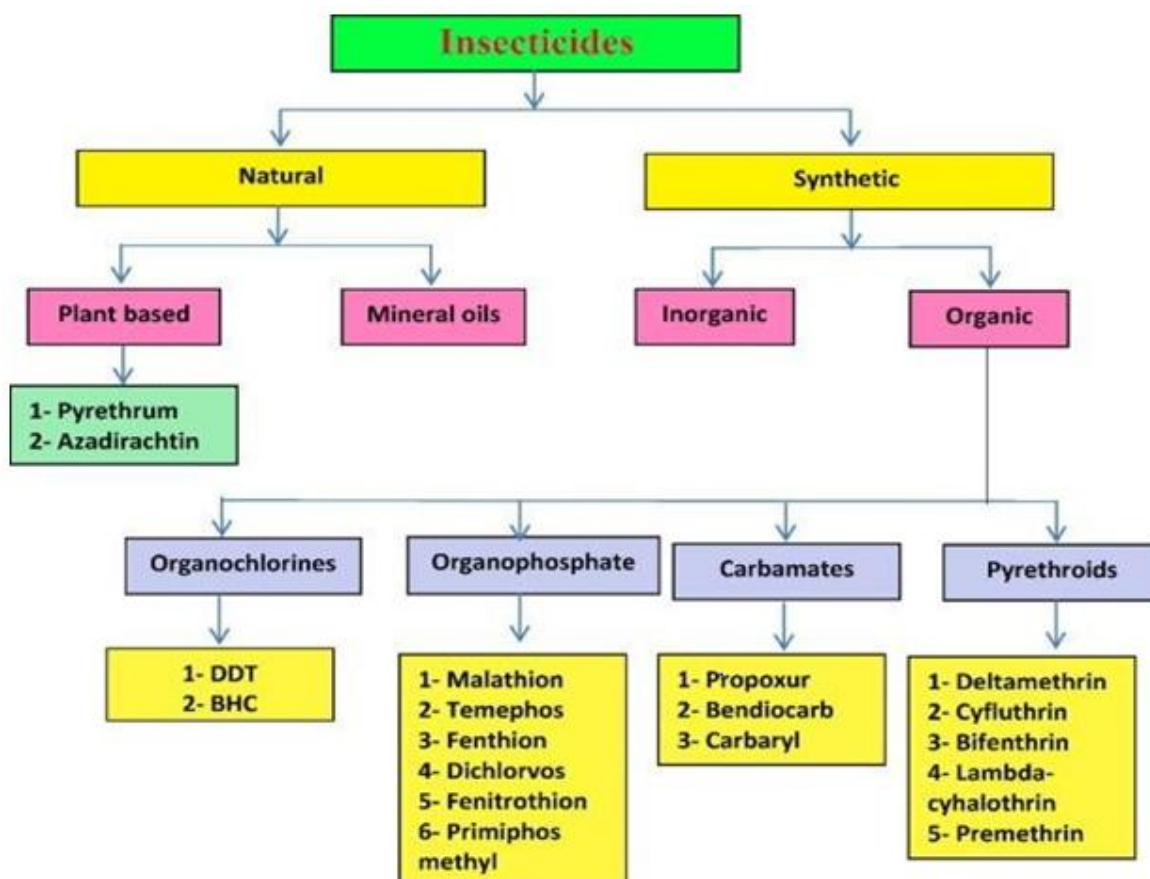 Insecticides
Natural
Synthetic
Plant based
Mineral oils
Inorganic
Organic
1- Pyrethrum
2- Azadirachtin
Organochlorines
Organophosphate
Carbamates
Pyrethroids
1- DDT
2- BHC
1- Malathion
2- Temephos
3- Fenthion
4- Dichlorvos
5- Fenitrothion
6- Primiphos
methyl
1- Propoxur
2- Bendiocarb
3- Carbaryl
1- Deltamethrin
2- Cyfluthrin
3- Bifenthrin
4- Lambda-
cyhalothrin
5- Premethrin